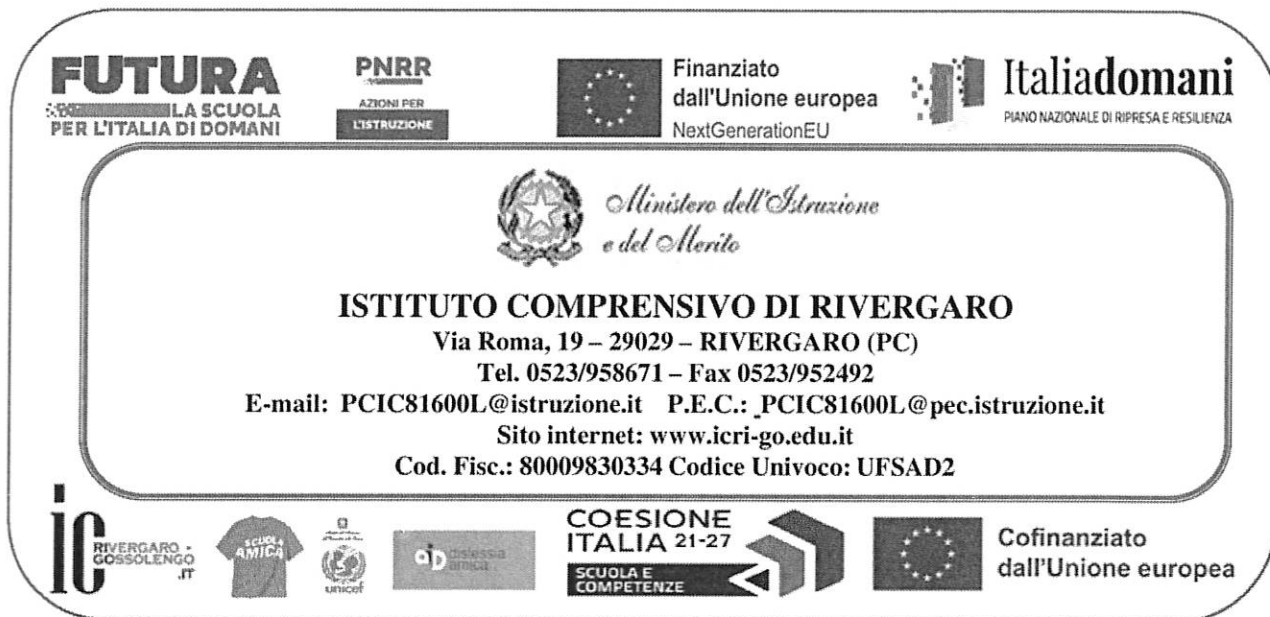 FUTURA
LA SCUOLA
PER L'ITALIA DI DOMANI
PNRR
AZIONI PER
L'ISTRUZIONE
Finanziato
dall'Unione europea
NextGenerationEU
Italiadomani
PIANO NAZIONALE DI RIPRESA E RESILIENZA
Ministero dell'Istruzione
e del Merito
ISTITUTO COMPRENSIVO DI RIVERGARO
Via Roma, 19 – 29029 – RIVERGARO (PC)
Tel. 0523/958671 – Fax 0523/952492
E-mail: PCIC81600L@istruzione.it P.E.C.: PCIC81600L@pec.istruzione.it
Sito internet: www.icri-go.edu.it
Cod. Fisc.: 80009830334 Codice Univoco: UFSAD2
ic
RIVERGARO -
GOSSOLENGO
.IT
SCUOLA
AMICA
unicef
aiD
dislessia
amica
COESIONE
ITALIA 21-27
SCUOLA E
COMPETENZE
Cofinanziato
dall'Unione europea